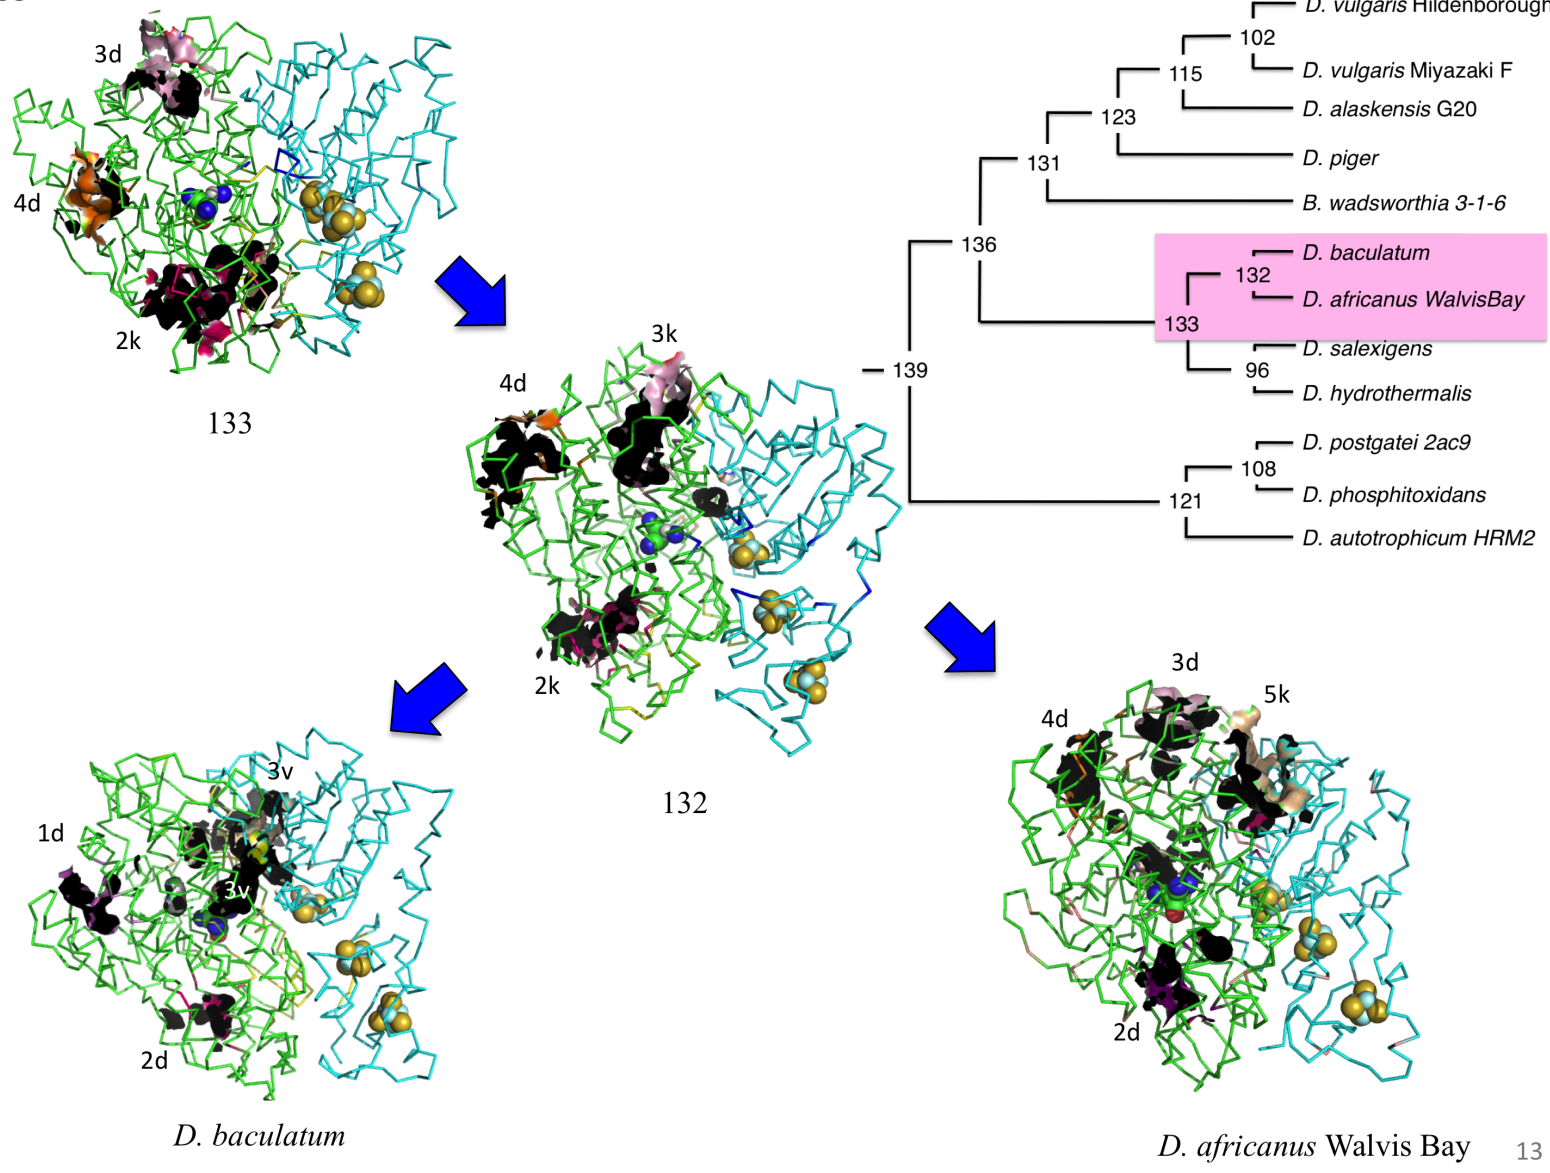 3d
4d
2k
133
D. vulgaris Hildenborough
102
D. vulgaris Miyazaki F
115
D. alaskensis G20
123
D. piger
131
B. wadsworthia 3-1-6
136
D. baculatum
132
D. africanus WalvisBay
133
D. salexigens
96
139
D. hydrothermalis
D. postgatei 2ac9
108
D. phosphitoxidans
121
D. autotrophicum HRM2
3k
4d
2k
132
3v
1d
3v
2d
D. baculatum
3d
5k
4d
2d
D. africanus Walvis Bay
13